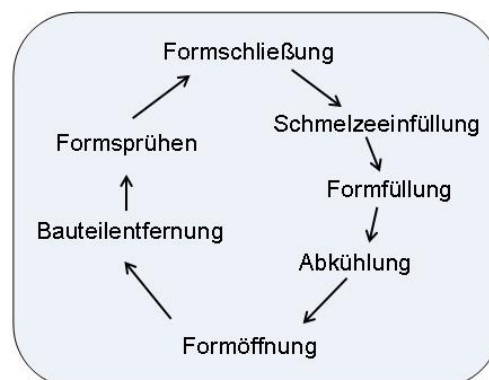 Formschließung
Schmelzeeinfüllung
Formfüllung
Abkühlung
Formöffnung
Bauteilentfernung
Formsprühen